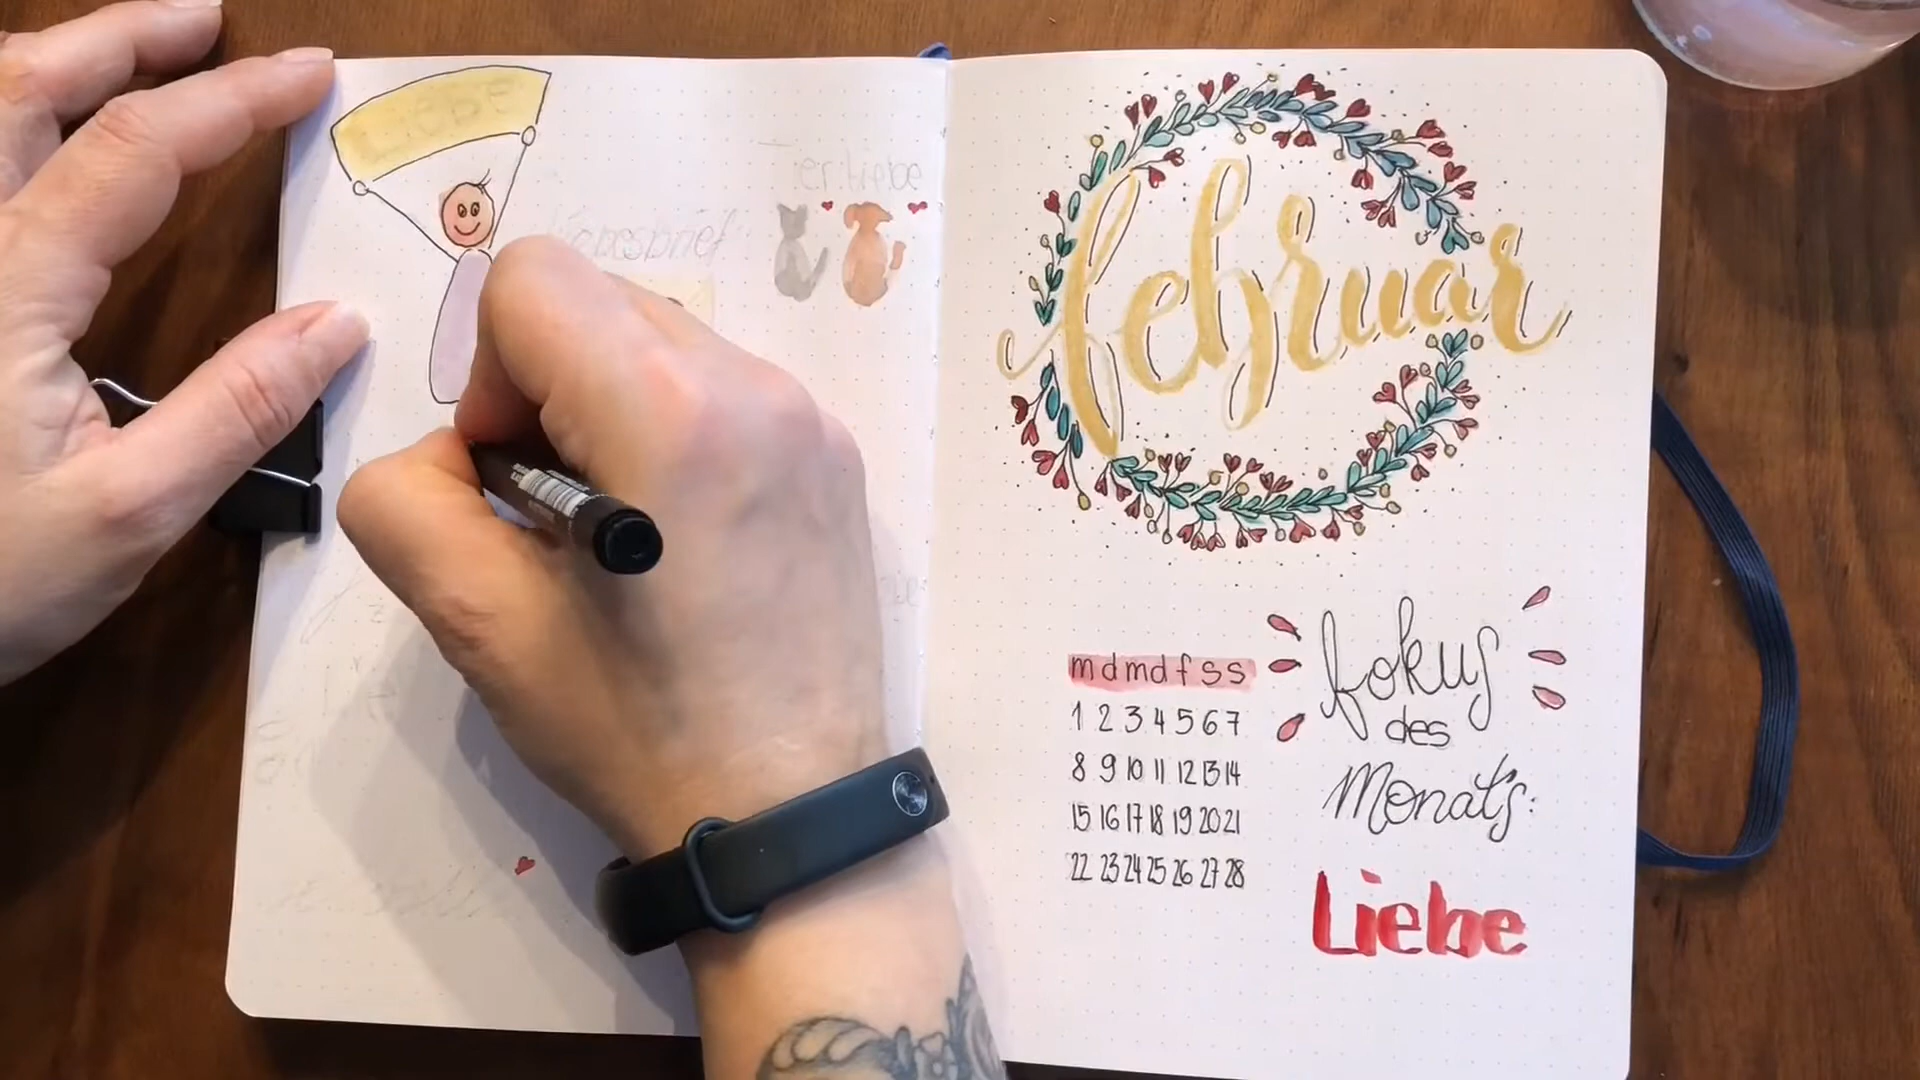 Liebe
Tierliebe
Liebesbrief
februar
mdmdfss
1 2 3 4 5 6 7
8 9 10 11 12 13 14
15 16 17 18 19 20 21
22 23 24 25 26 27 28
fokus
des
Monats:
Liebe